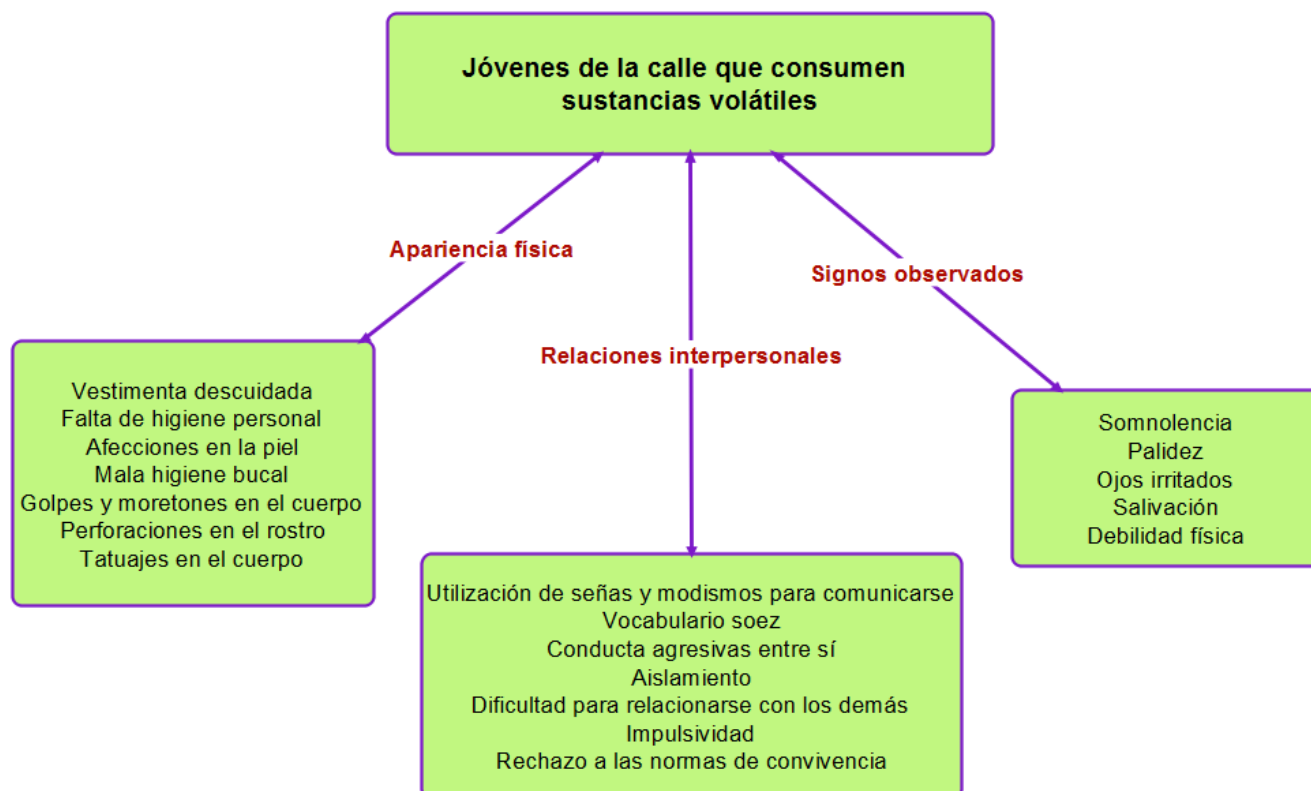 Jóvenes de la calle que consumen
sustancias volátiles
Apariencia física
Signos observados
Relaciones interpersonales
Vestimenta descuidada
Falta de higiene personal
Afecciones en la piel
Mala higiene bucal
Golpes y moretones en el cuerpo
Perforaciones en el rostro
Tatuajes en el cuerpo
Utilización de señas y modismos para comunicarse
Vocabulario soez
Conducta agresivas entre sí
Aislamiento
Dificultad para relacionarse con los demás
Impulsividad
Rechazo a las normas de convivencia
Somnolencia
Palidez
Ojos irritados
Salivación
Debilidad física